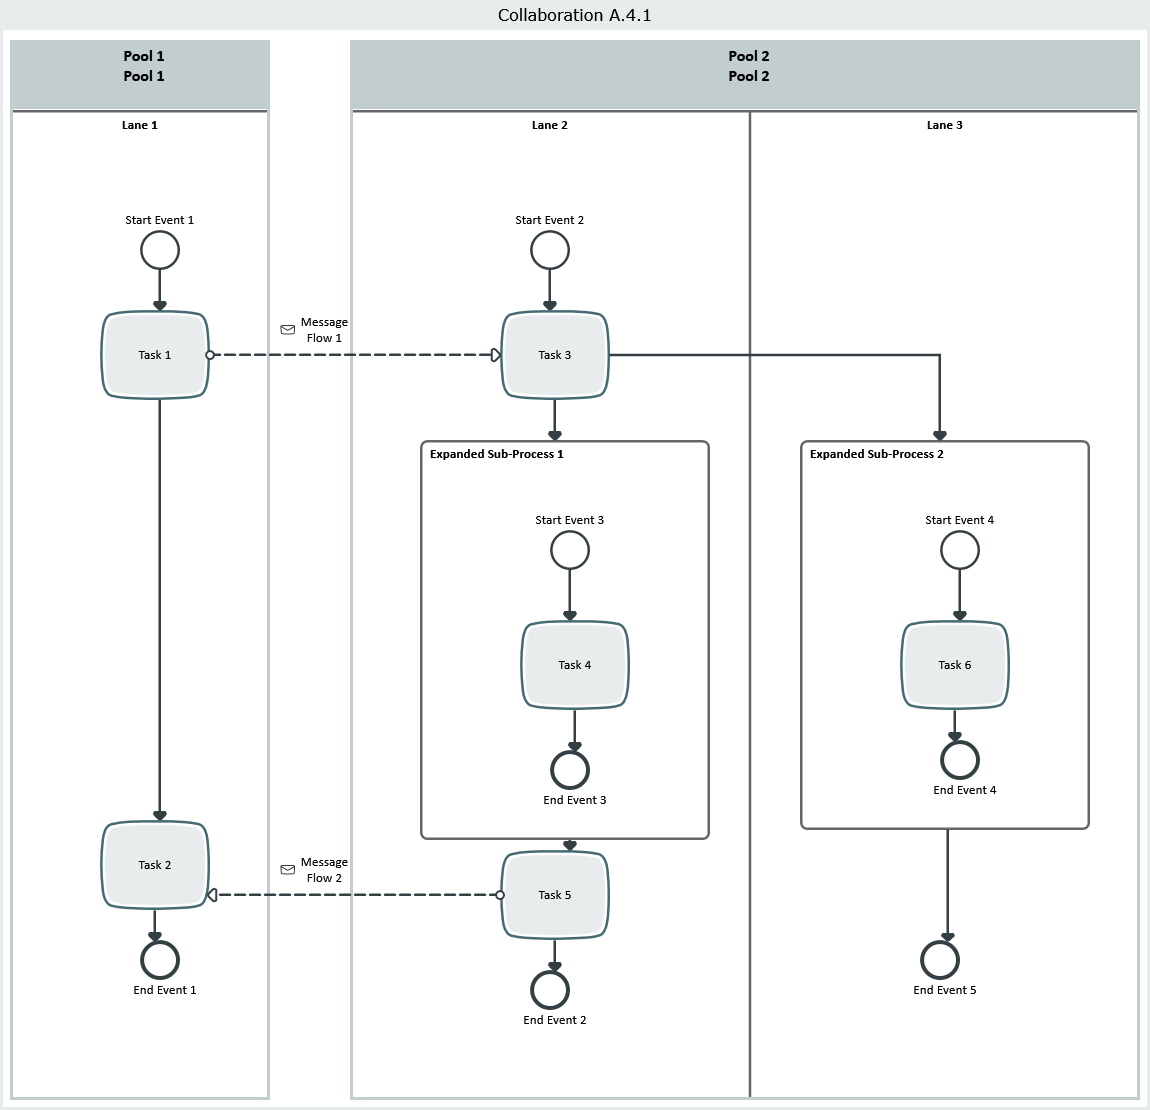 Collaboration A.4.1
Pool 1
Pool 1
Pool 2
Pool 2
Lane 1
Lane 2
Lane 3
Start Event 1
Start Event 2
Message
Flow 1
Task 1
Task 3
Expanded Sub-Process 1
Expanded Sub-Process 2
Start Event 3
Start Event 4
Task 4
Task 6
End Event 3
End Event 4
Message
Flow 2
Task 2
Task 5
End Event 1
End Event 5
End Event 2